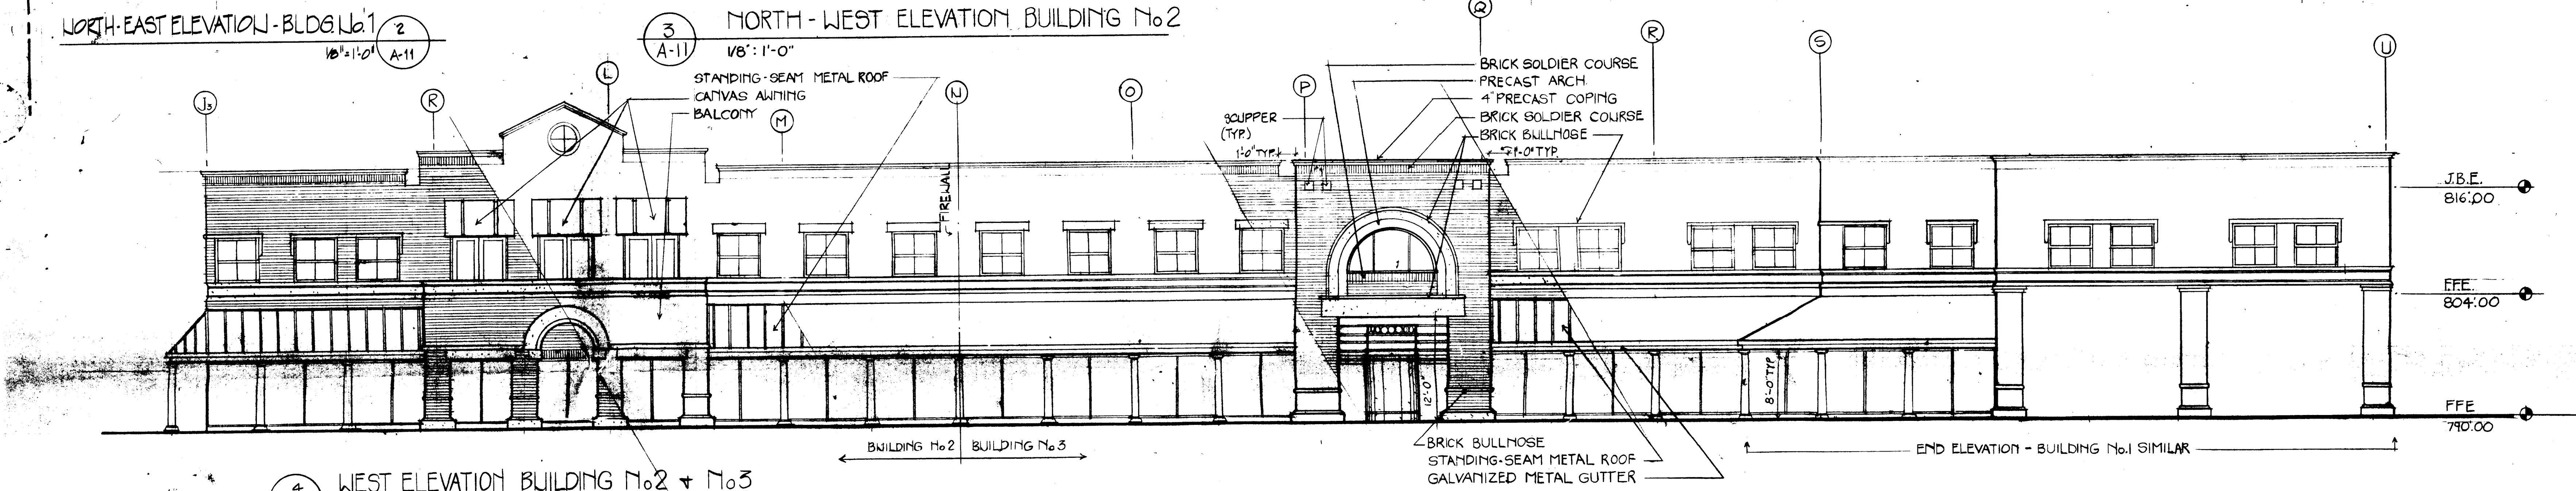 NORTH-EAST ELEVATION - BLDG. No. 1
2
A-11
1/8"=1'-0"
3
A-11
NORTH - WEST ELEVATION BUILDING No 2
1/8" : 1'-0"
J3
R
L
M
N
O
P
Q
R
S
U
STANDING-SEAM METAL ROOF
CANVAS AWNING
BALCONY
FIREWALL
SCUPPER
(TYP.)
1'-0" TYP.
BRICK SOLDIER COURSE
PRECAST ARCH.
4" PRECAST COPING
BRICK SOLDIER COURSE
BRICK BULLNOSE
1'-0" TYP.
J.B.E.
816.'00
F.F.E.
804.'00
FFE
790.'00
1
12'-0"
8'-0" TYP
BUILDING No 2
BUILDING No 3
BRICK BULLNOSE
STANDING-SEAM METAL ROOF
GALVANIZED METAL GUTTER
END ELEVATION - BUILDING No. 1 SIMILAR
4
WEST ELEVATION BUILDING No 2 + No 3